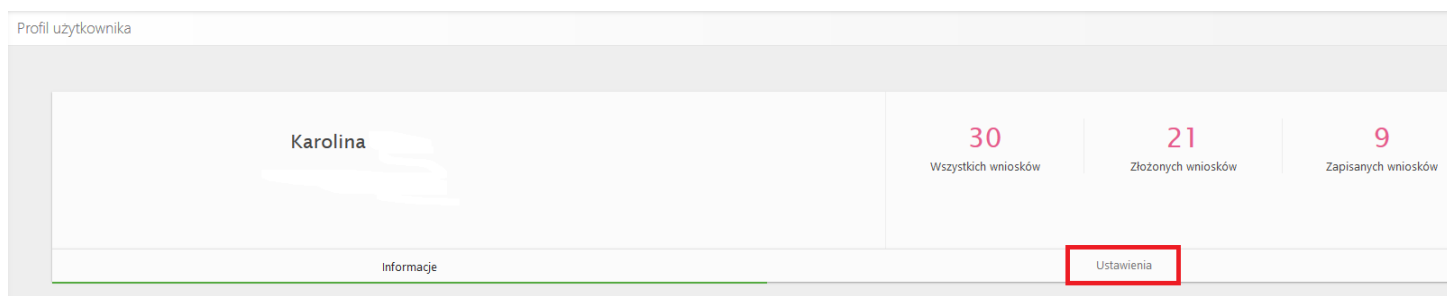 Profil użytkownika
Karolina
30
21
9
Wszystkich wniosków
Złożonych wniosków
Zapisanych wniosków
Informacje
Ustawienia